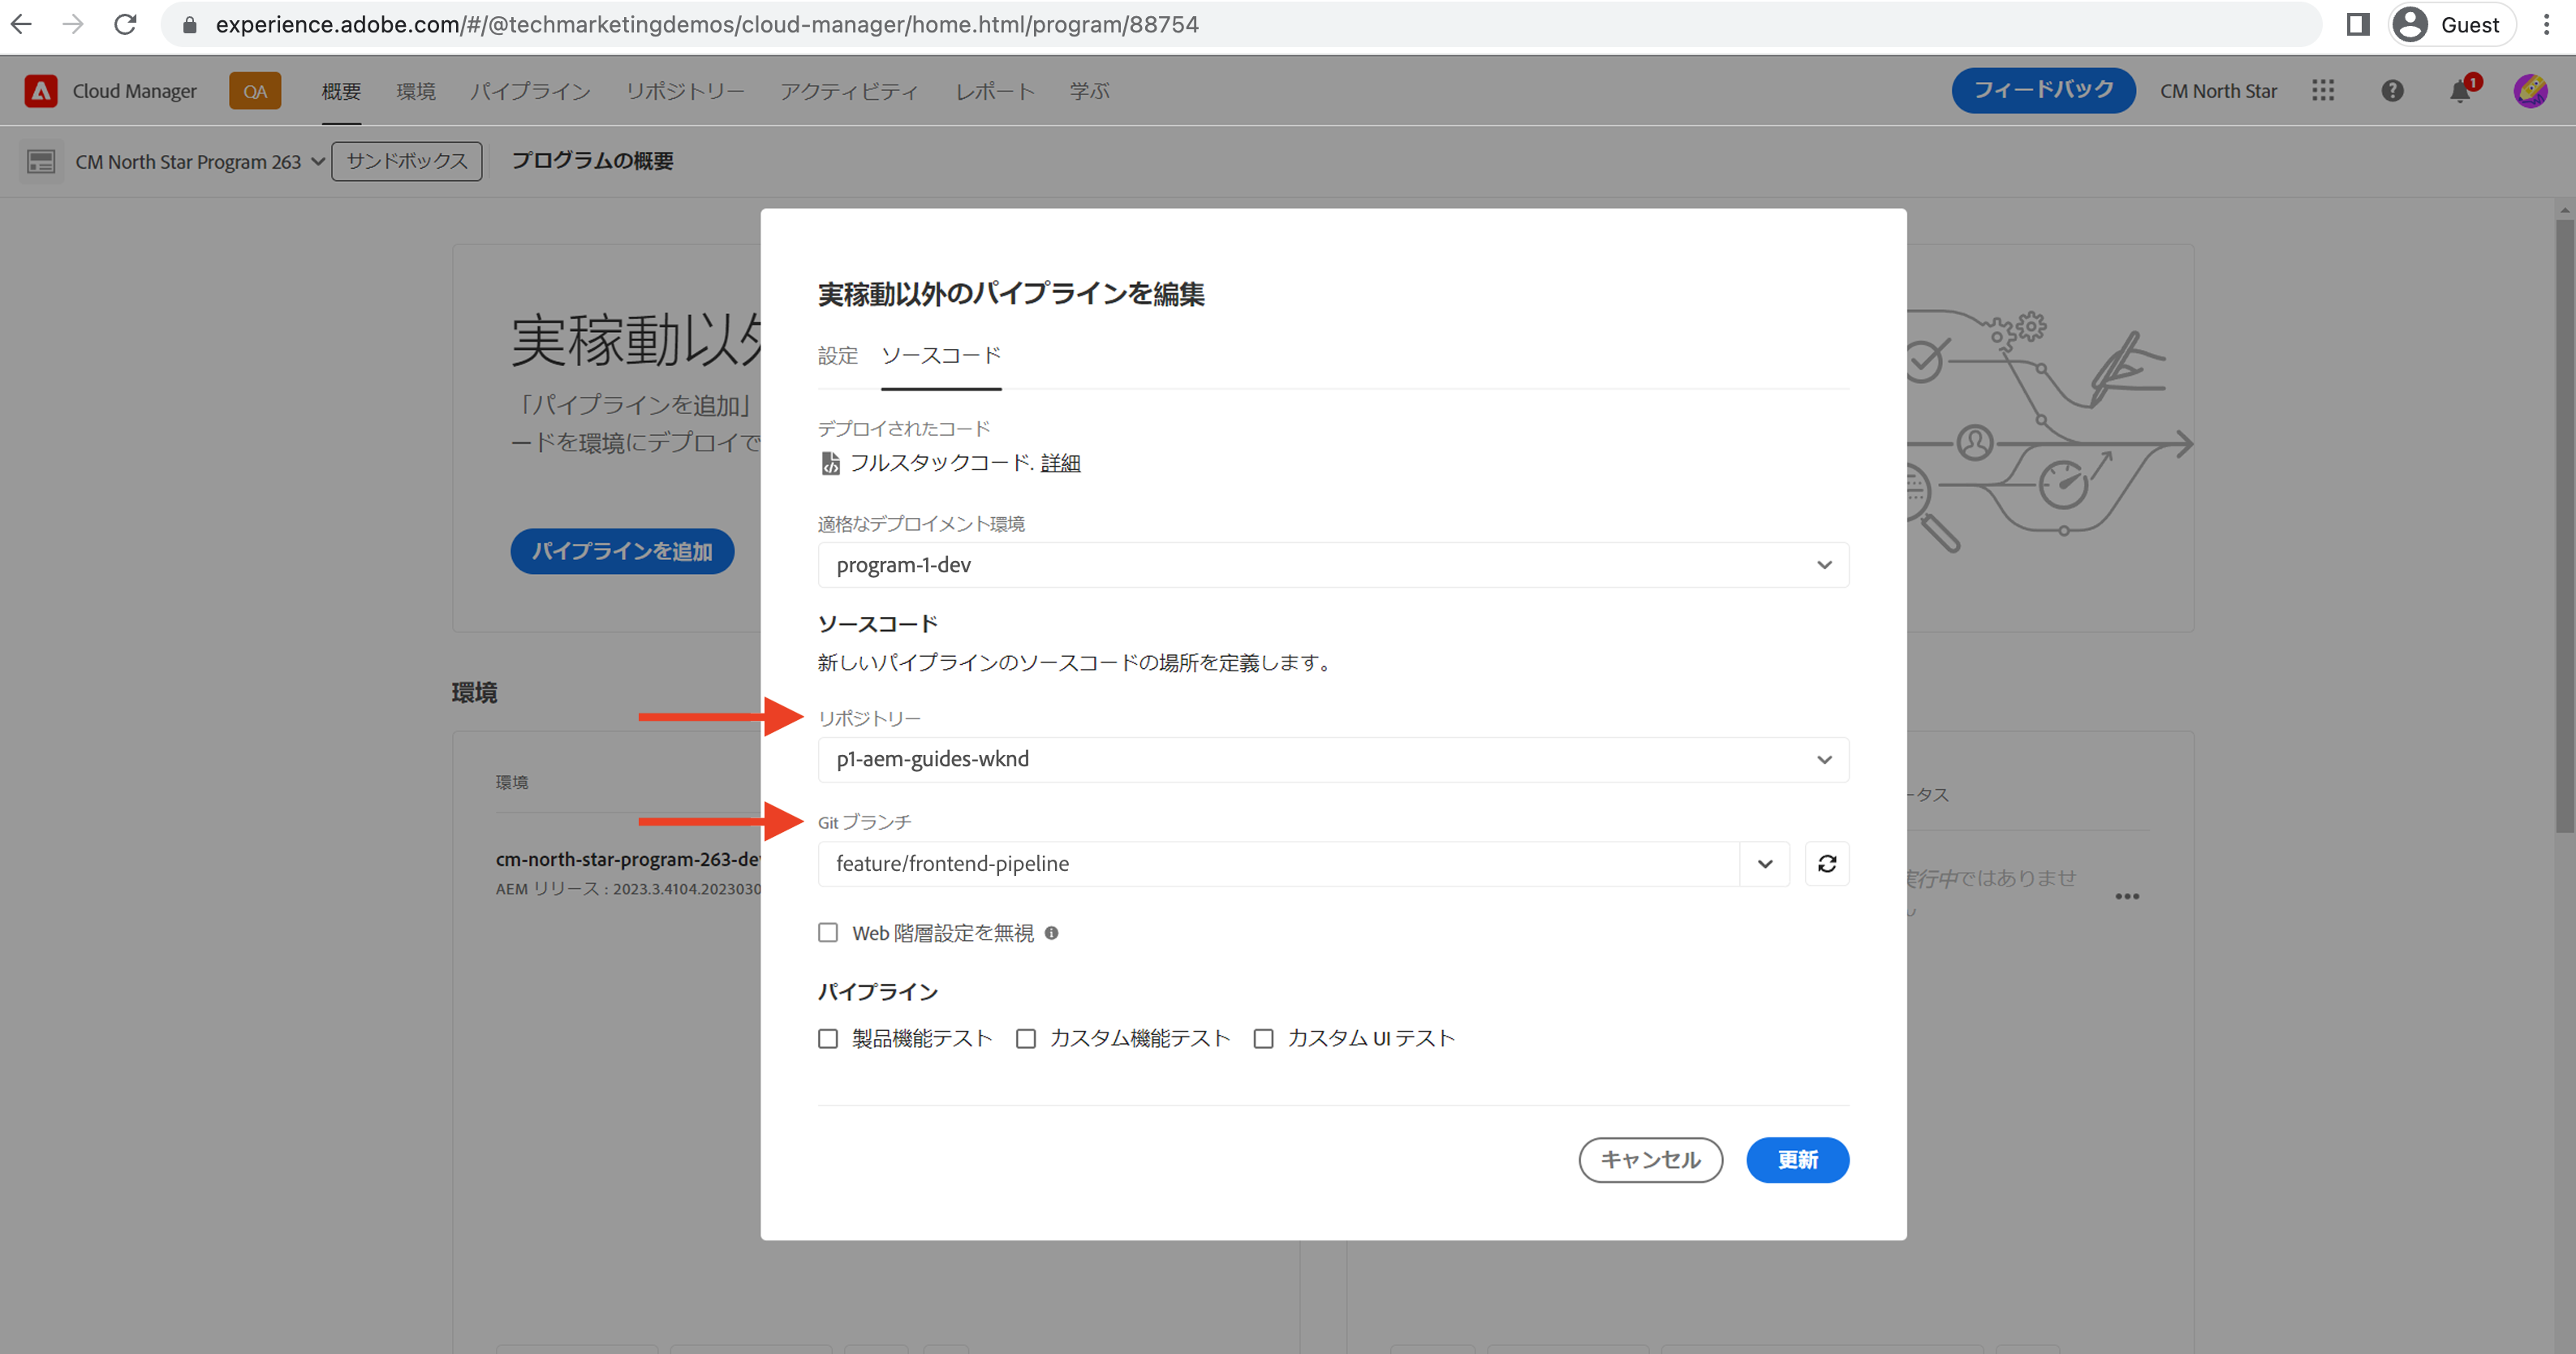 experience.adobe.com/#/@techmarketingdemos/cloud-manager/home.html/program/88754
Guest
Cloud Manager
QA
概要
環境
パイプライン
リポジトリー
アクティビティ
レポート
学ぶ
フィードバック
CM North Star
1
CM North Star Program 263
サンドボックス
プログラムの概要
実稼動以外
「パイプラインを追加」
ードを環境にデプロイで
パイプラインを追加
環境
環境
cm-north-star-program-263-de
AEM リリース : 2023.3.4104.2023030
実稼動以外のパイプラインを編集
設定
ソースコード
デプロイされたコード
フルスタックコード. 詳細
適格なデプロイメント環境
program-1-dev
ソースコード
新しいパイプラインのソースコードの場所を定義します。
リポジトリー
p1-aem-guides-wknd
Git ブランチ
feature/frontend-pipeline
Web 階層設定を無視
パイプライン
製品機能テスト
カスタム機能テスト
カスタム UI テスト
キャンセル
更新
ータス
実行中ではありませ
ん